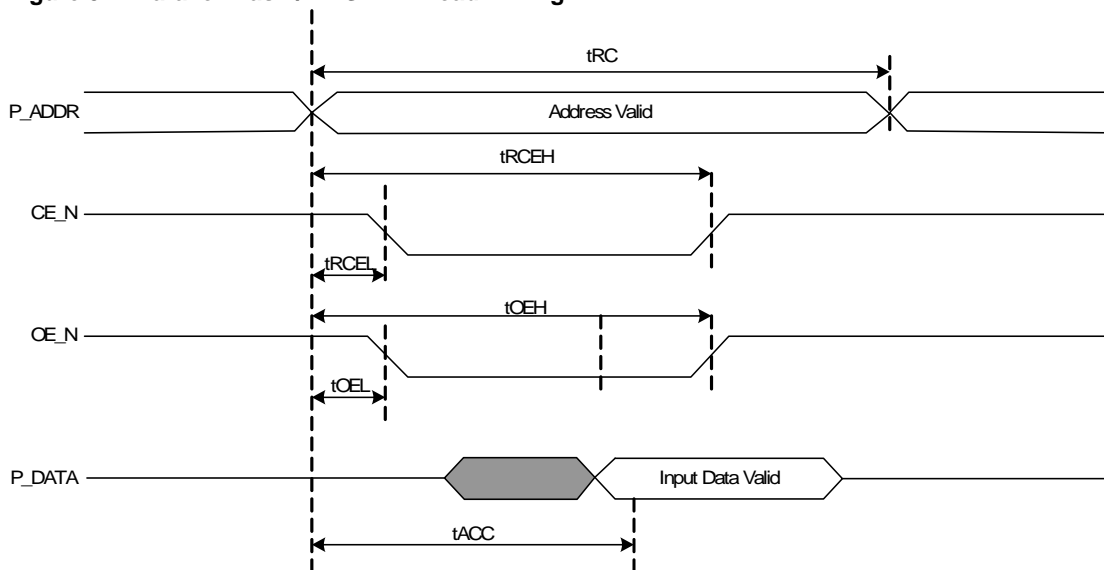 tRC
P_ADDR
Address Valid
tRCEH
CE_N
tRCEL
tOEH
OE_N
tOEL
P_DATA
Input Data Valid
tACC